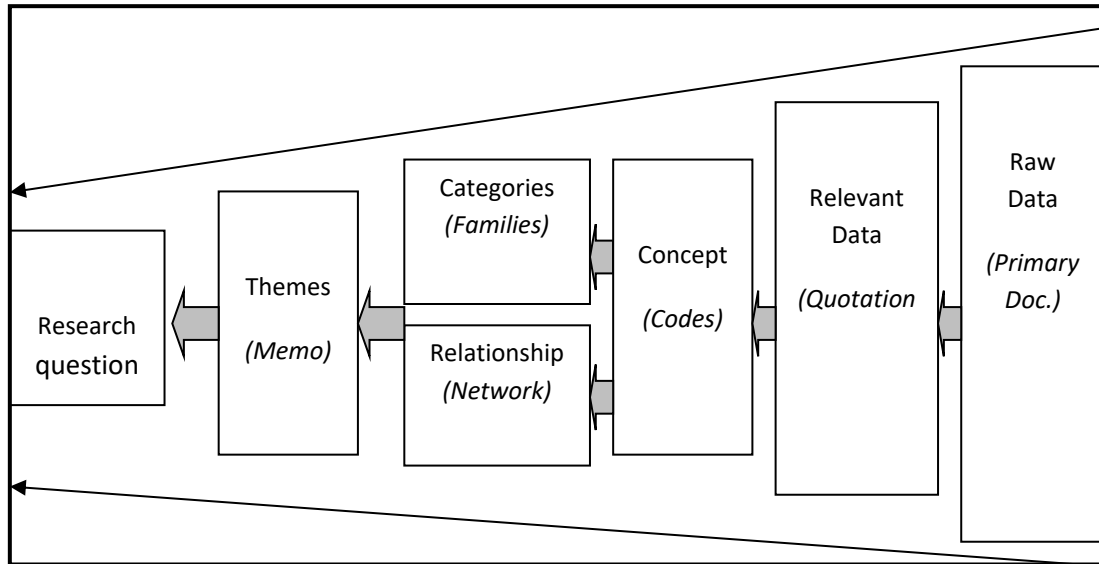 Research
question
Themes
(Memo)
Categories
(Families)
Relationship
(Network)
Concept
(Codes)
Relevant
Data
(Quotation
Raw
Data
(Primary
Doc.)